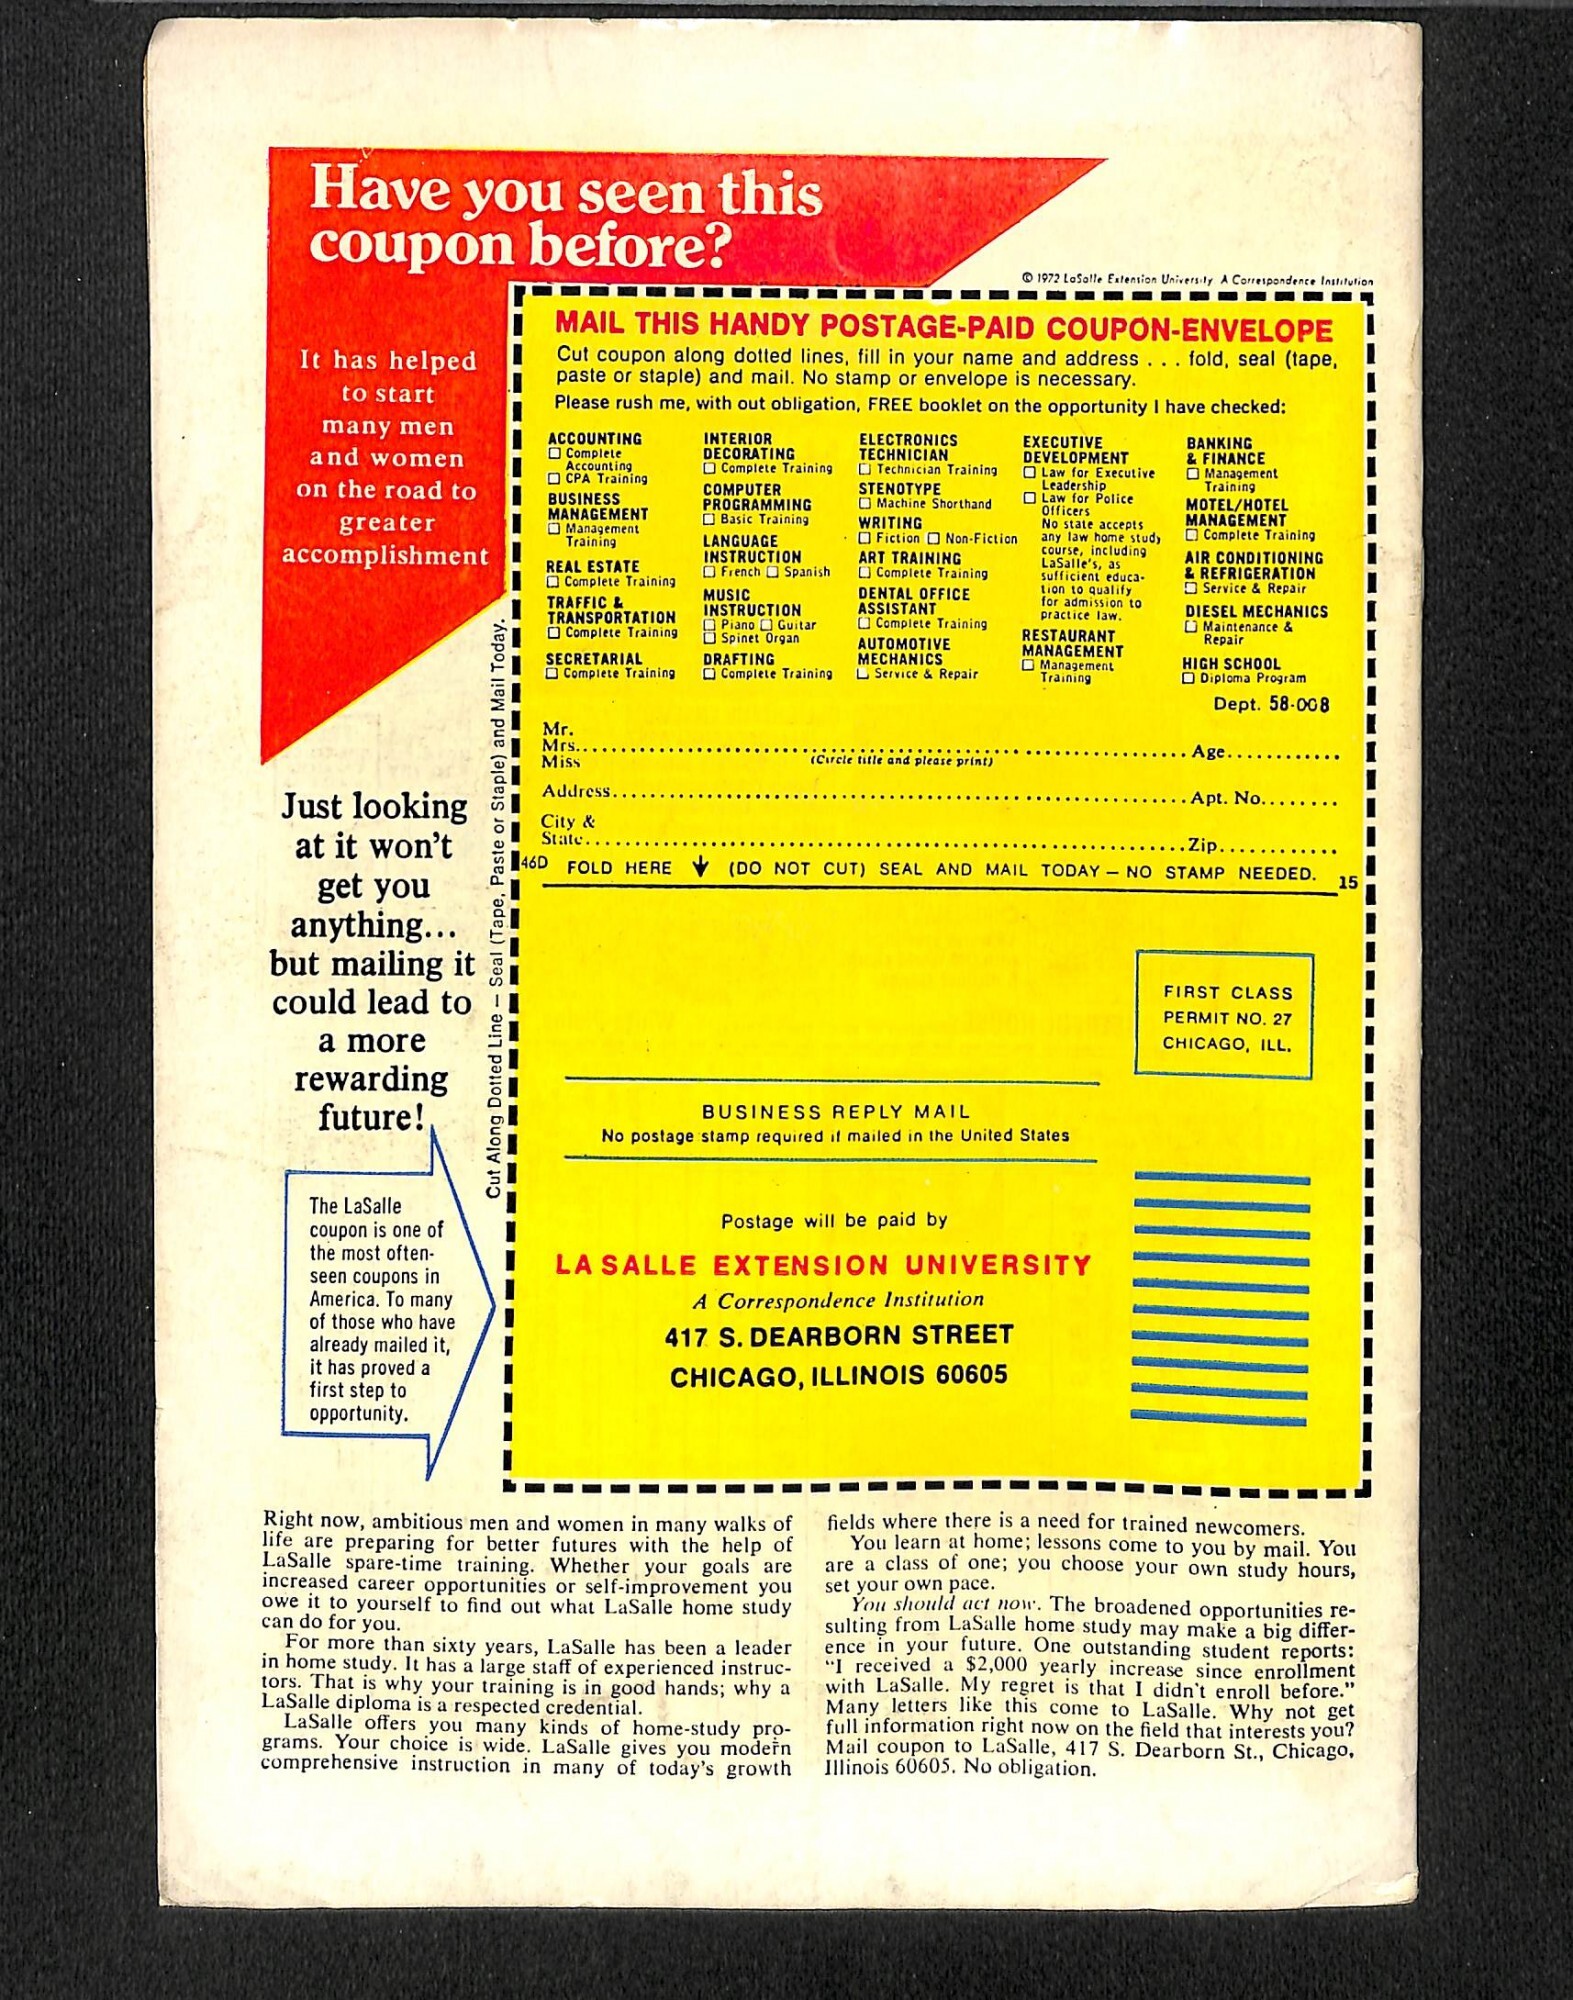 Have you seen this
coupon before?
© 1972 LaSalle Extension University A Correspondence Institution
It has helped
to start
many men
and women
on the road to
greater
accomplishment
Just looking
at it won't
get you
anything...
but mailing it
could lead to
a more
rewarding
future!
The LaSalle
coupon is one of
the most often-
seen coupons in
America. To many
of those who have
already mailed it,
it has proved a
first step to
opportunity.
Cut Along Dotted Line – Seal (Tape, Paste or Staple) and Mail Today.
MAIL THIS HANDY POSTAGE-PAID COUPON-ENVELOPE
Cut coupon along dotted lines, fill in your name and address . . . fold, seal (tape,
paste or staple) and mail. No stamp or envelope is necessary.
Please rush me, with out obligation, FREE booklet on the opportunity I have checked:
ACCOUNTING
☐ Complete
Accounting
☐ CPA Training
BUSINESS
MANAGEMENT
☐ Management
Training
REAL ESTATE
☐ Complete Training
TRAFFIC &
TRANSPORTATION
☐ Complete Training
SECRETARIAL
☐ Complete Training
INTERIOR
DECORATING
☐ Complete Training
COMPUTER
PROGRAMMING
☐ Basic Training
LANGUAGE
INSTRUCTION
☐ French ☐ Spanish
MUSIC
INSTRUCTION
☐ Piano ☐ Guitar
☐ Spinet Organ
DRAFTING
☐ Complete Training
ELECTRONICS
TECHNICIAN
☐ Technician Training
STENOTYPE
☐ Machine Shorthand
WRITING
☐ Fiction ☐ Non-Fiction
ART TRAINING
☐ Complete Training
DENTAL OFFICE
ASSISTANT
☐ Complete Training
AUTOMOTIVE
MECHANICS
☐ Service & Repair
EXECUTIVE
DEVELOPMENT
☐ Law for Executive
Leadership
☐ Law for Police
Officers
No state accepts
any law home study
course, including
LaSalle's, as
sufficient educa-
tion to qualify
for admission to
practice law.
RESTAURANT
MANAGEMENT
☐ Management
Training
BANKING
& FINANCE
☐ Management
Training
MOTEL/HOTEL
MANAGEMENT
☐ Complete Training
AIR CONDITIONING
& REFRIGERATION
☐ Service & Repair
DIESEL MECHANICS
☐ Maintenance &
Repair
HIGH SCHOOL
☐ Diploma Program
Dept. 58-008
Mr.
Mrs. Age
Miss (Circle title and please print)
Address Apt. No.
City &
State Zip
46D FOLD HERE ↓ (DO NOT CUT) SEAL AND MAIL TODAY – NO STAMP NEEDED. 15
FIRST CLASS
PERMIT NO. 27
CHICAGO, ILL.
BUSINESS REPLY MAIL
No postage stamp required if mailed in the United States
Postage will be paid by
LA SALLE EXTENSION UNIVERSITY
A Correspondence Institution
417 S. DEARBORN STREET
CHICAGO, ILLINOIS 60605
Right now, ambitious men and women in many walks of
life are preparing for better futures with the help of
LaSalle spare-time training. Whether your goals are
increased career opportunities or self-improvement you
owe it to yourself to find out what LaSalle home study
can do for you.
For more than sixty years, LaSalle has been a leader
in home study. It has a large staff of experienced instruc-
tors. That is why your training is in good hands; why a
LaSalle diploma is a respected credential.
LaSalle offers you many kinds of home-study pro-
grams. Your choice is wide. LaSalle gives you modern
comprehensive instruction in many of today's growth
fields where there is a need for trained newcomers.
You learn at home; lessons come to you by mail. You
are a class of one; you choose your own study hours,
set your own pace.
You should act now. The broadened opportunities re-
sulting from LaSalle home study may make a big differ-
ence in your future. One outstanding student reports:
"I received a $2,000 yearly increase since enrollment
with LaSalle. My regret is that I didn't enroll before."
Many letters like this come to LaSalle. Why not get
full information right now on the field that interests you?
Mail coupon to LaSalle, 417 S. Dearborn St., Chicago,
Illinois 60605. No obligation.